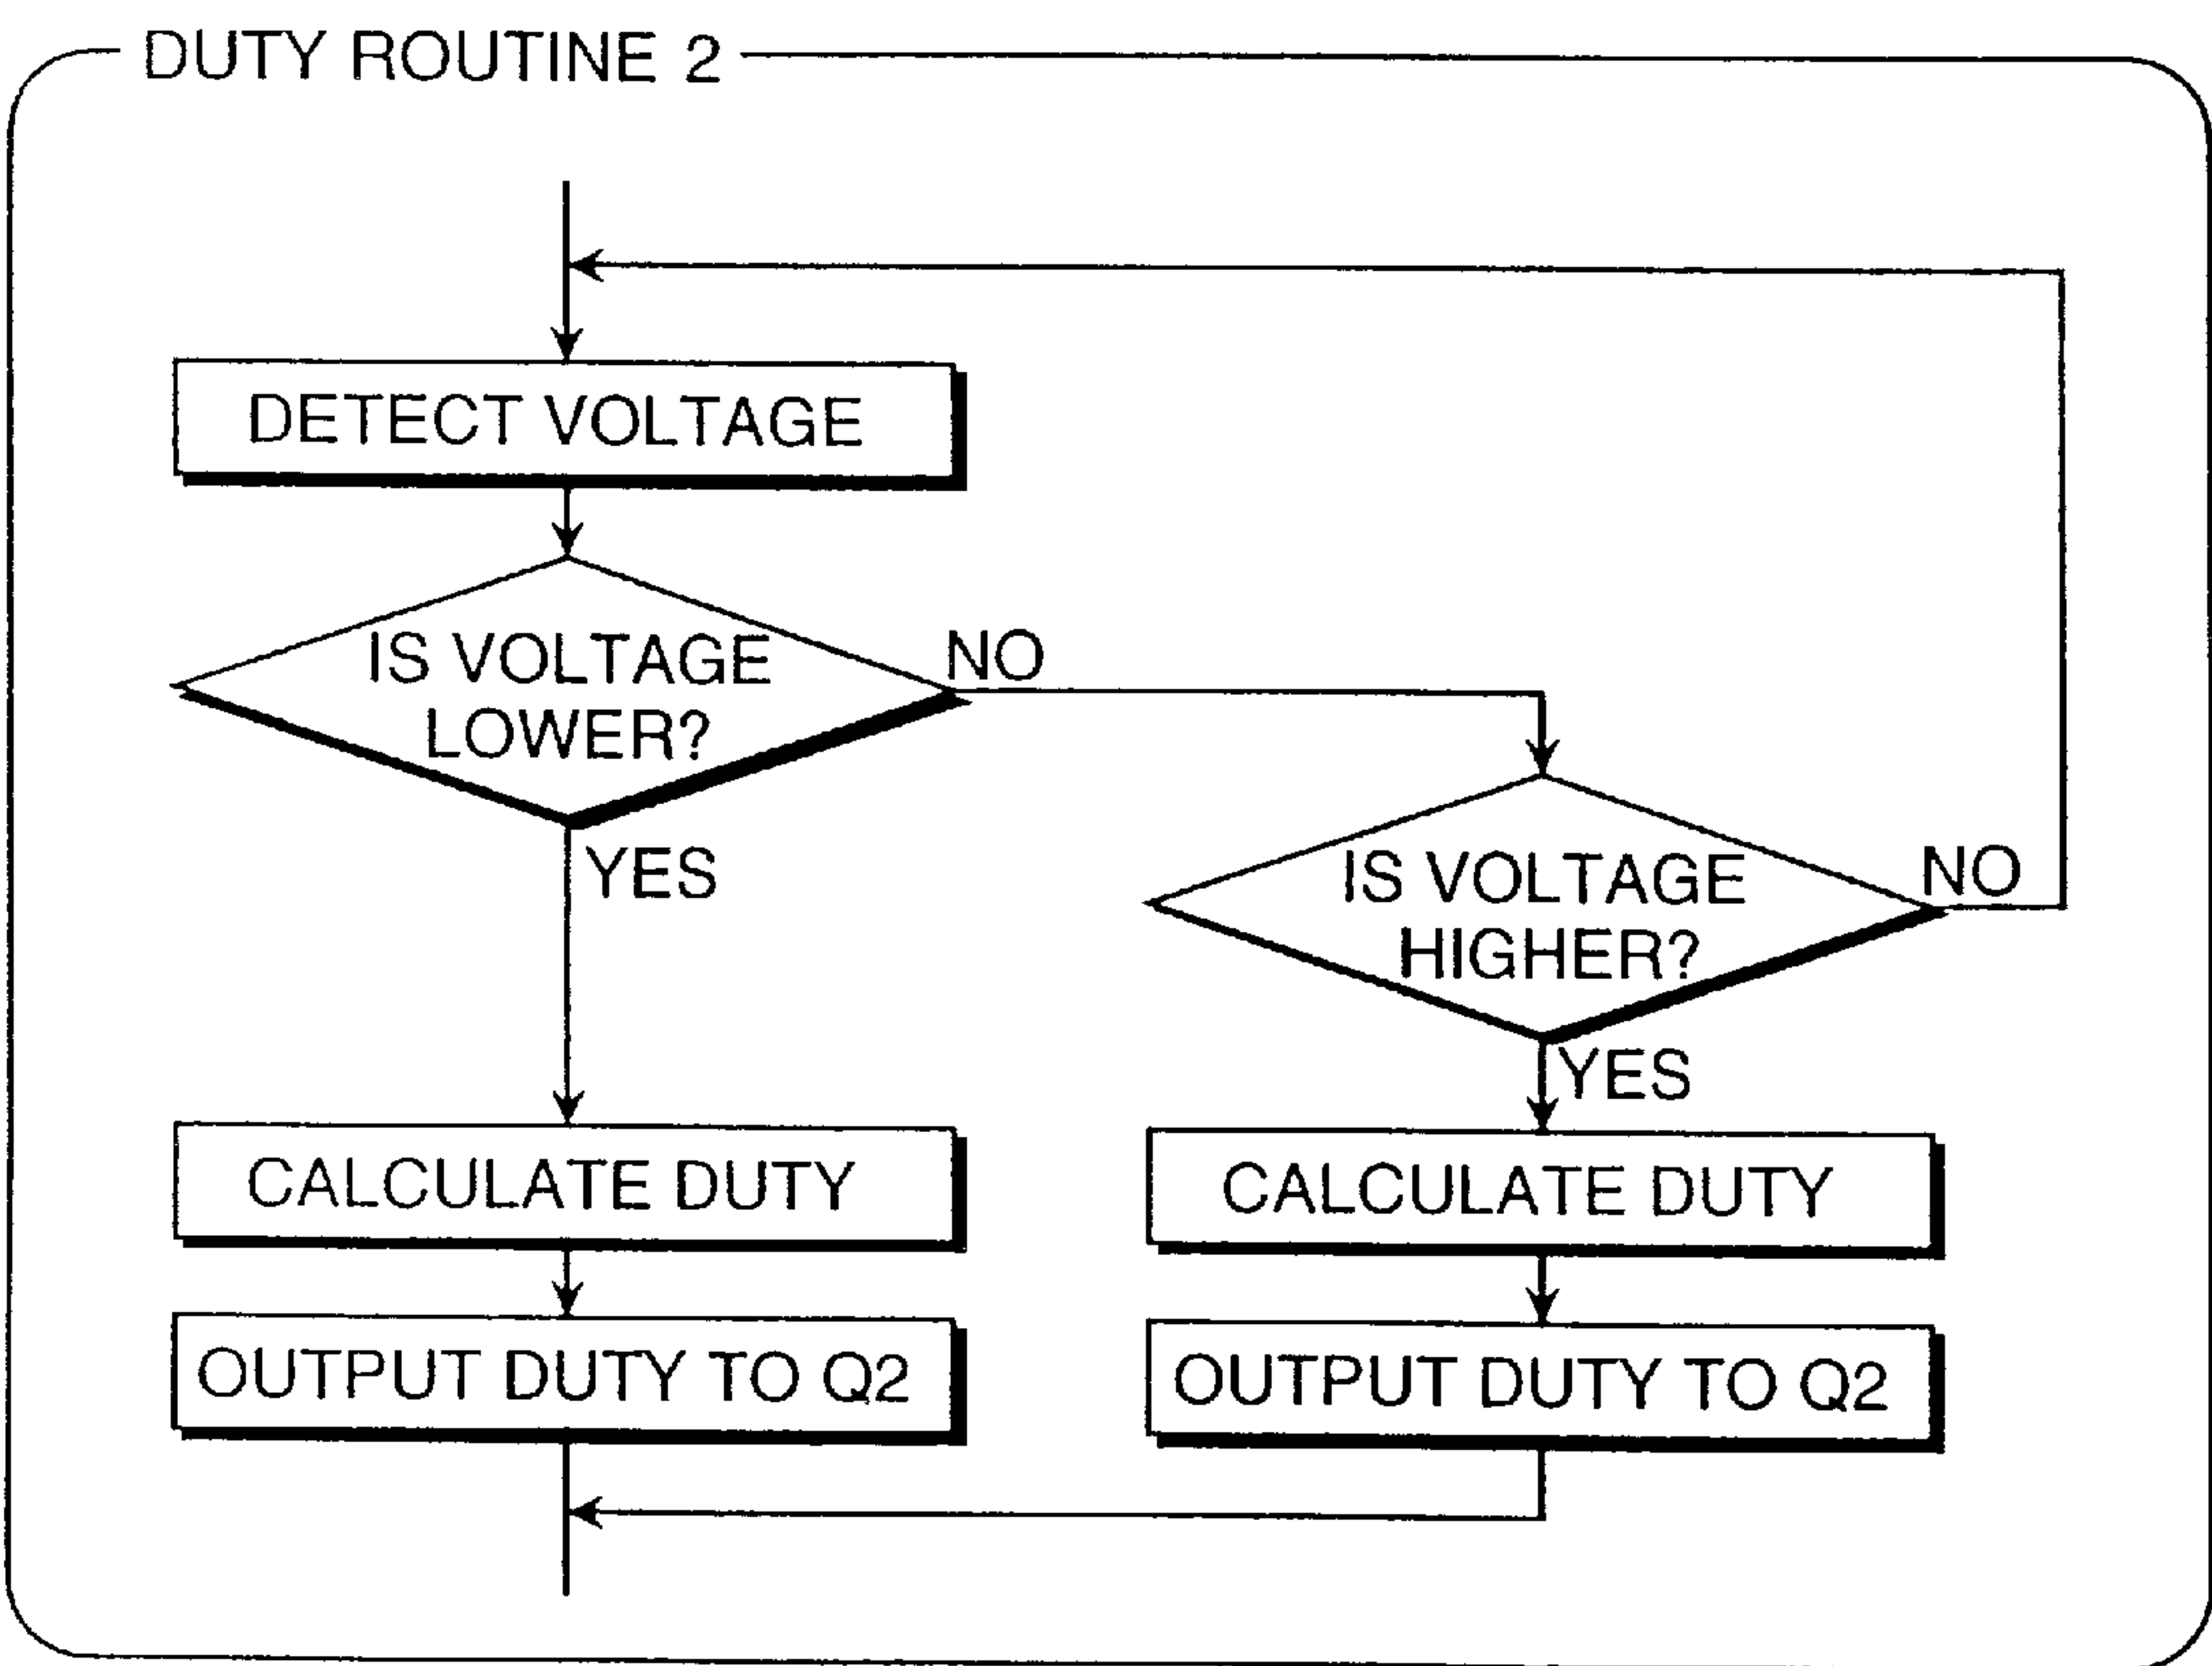 DUTY ROUTINE 2
DETECT VOLTAGE
IS VOLTAGE
LOWER?
NO
YES
IS VOLTAGE
HIGHER?
NO
YES
CALCULATE DUTY
OUTPUT DUTY TO Q2
CALCULATE DUTY
OUTPUT DUTY TO Q2